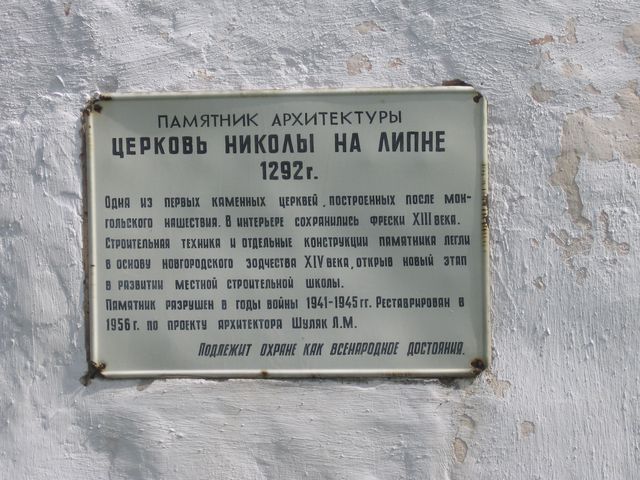 ПАМЯТНИК АРХИТЕКТУРЫ
ЦЕРКОВЬ НИКОЛЫ НА ЛИПНЕ
1292 г.
Одна из первых каменных церквей, построенных после мон-
гольского нашествия. В интерьере сохранились фрески XIII века.
Строительная техника и отдельные конструкции памятника легли
в основу новгородского зодчества XIV века, открыв новый этап
в развитии местной строительной школы.
Памятник разрушен в годы войны 1941-1945 гг. Реставрирован в
1956 г. по проекту архитектора Шуляк Л.М.
Подлежит охране как всенародное достояния.